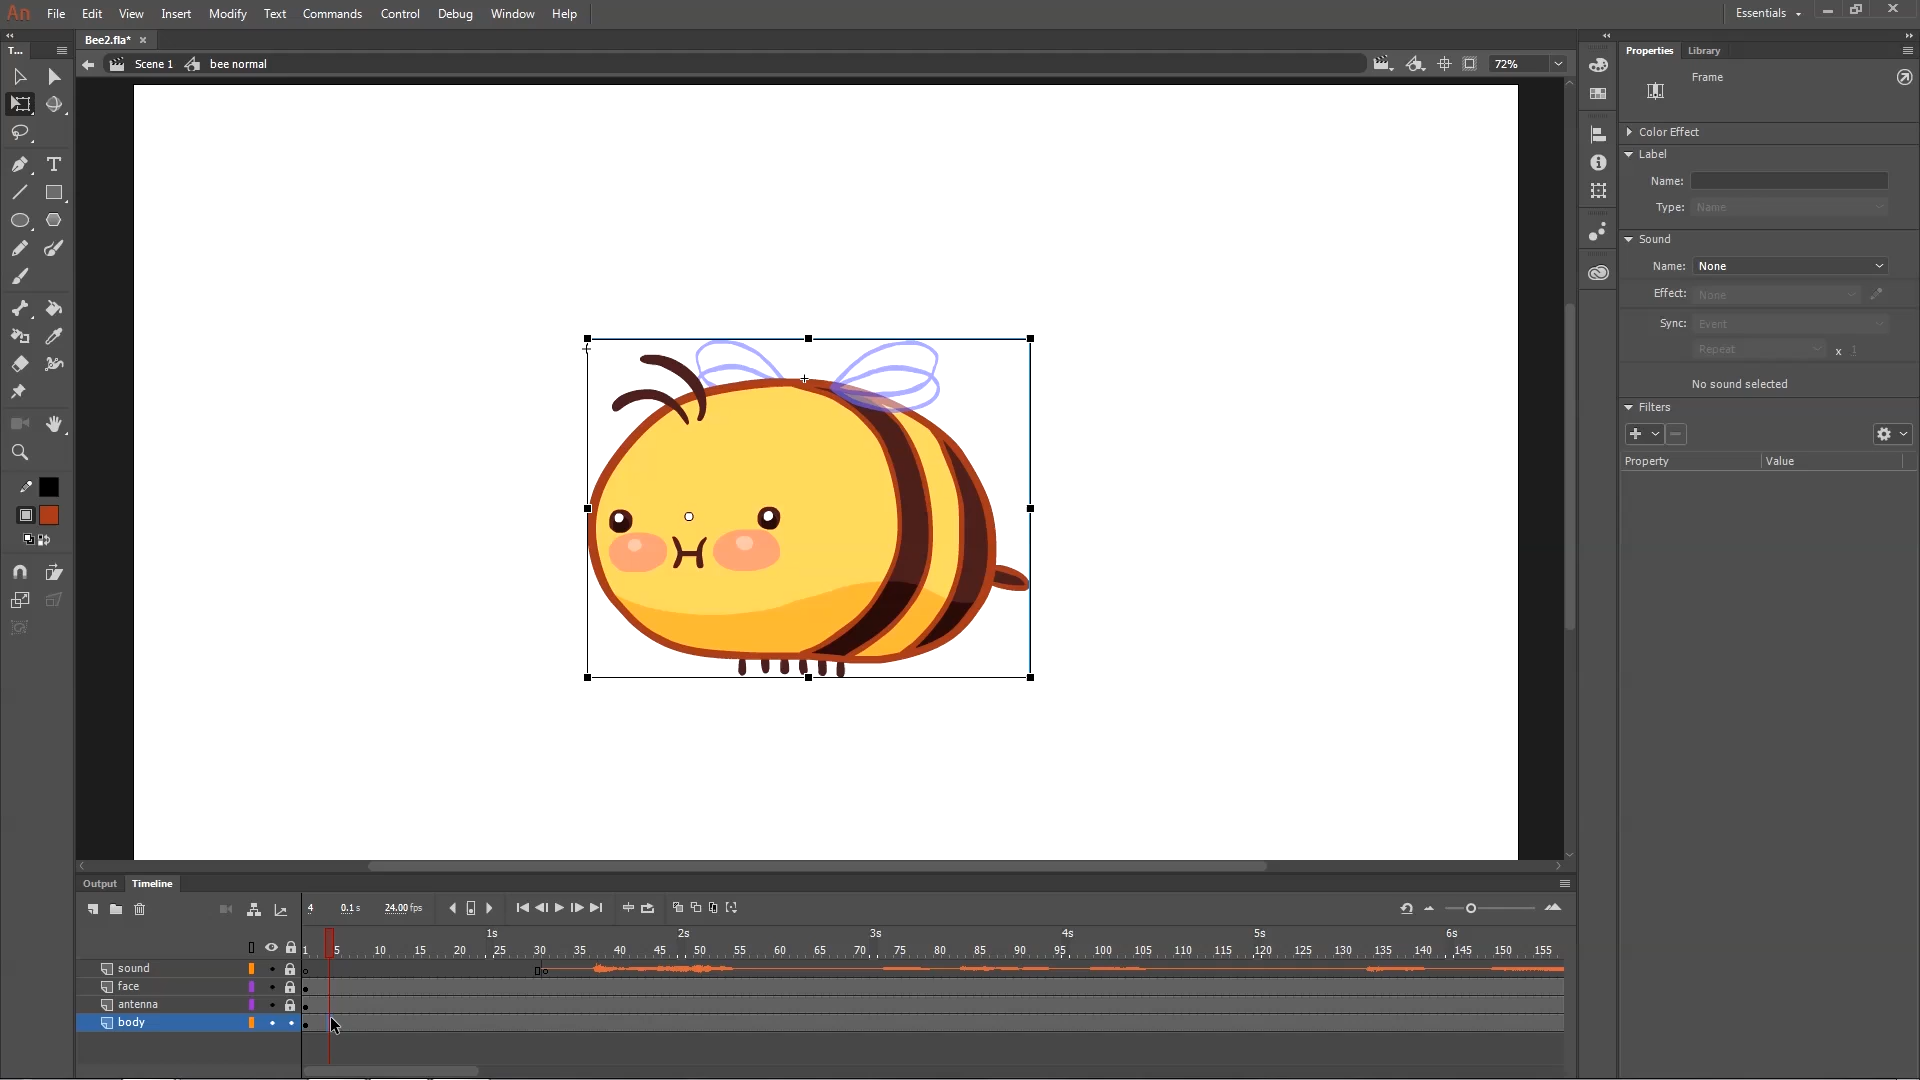 An File Edit View Insert Modify Text Commands Control Debug Window Help Essentials
Bee2.fla*
T...
Properties Library
Scene 1 bee normal 72%
Frame
Color Effect
Label
Name:
Type: Name
Sound
Name: None
Effect: None
Sync: Event
Repeat x 1
No sound selected
Filters
Property Value
Output Timeline
4 0.1 s 24.00 fps
1s 2s 3s 4s 5s 6s
1 5 10 15 20 25 30 35 40 45 50 55 60 65 70 75 80 85 90 95 100 105 110 115 120 125 130 135 140 145 150 155
sound
face
antenna
body